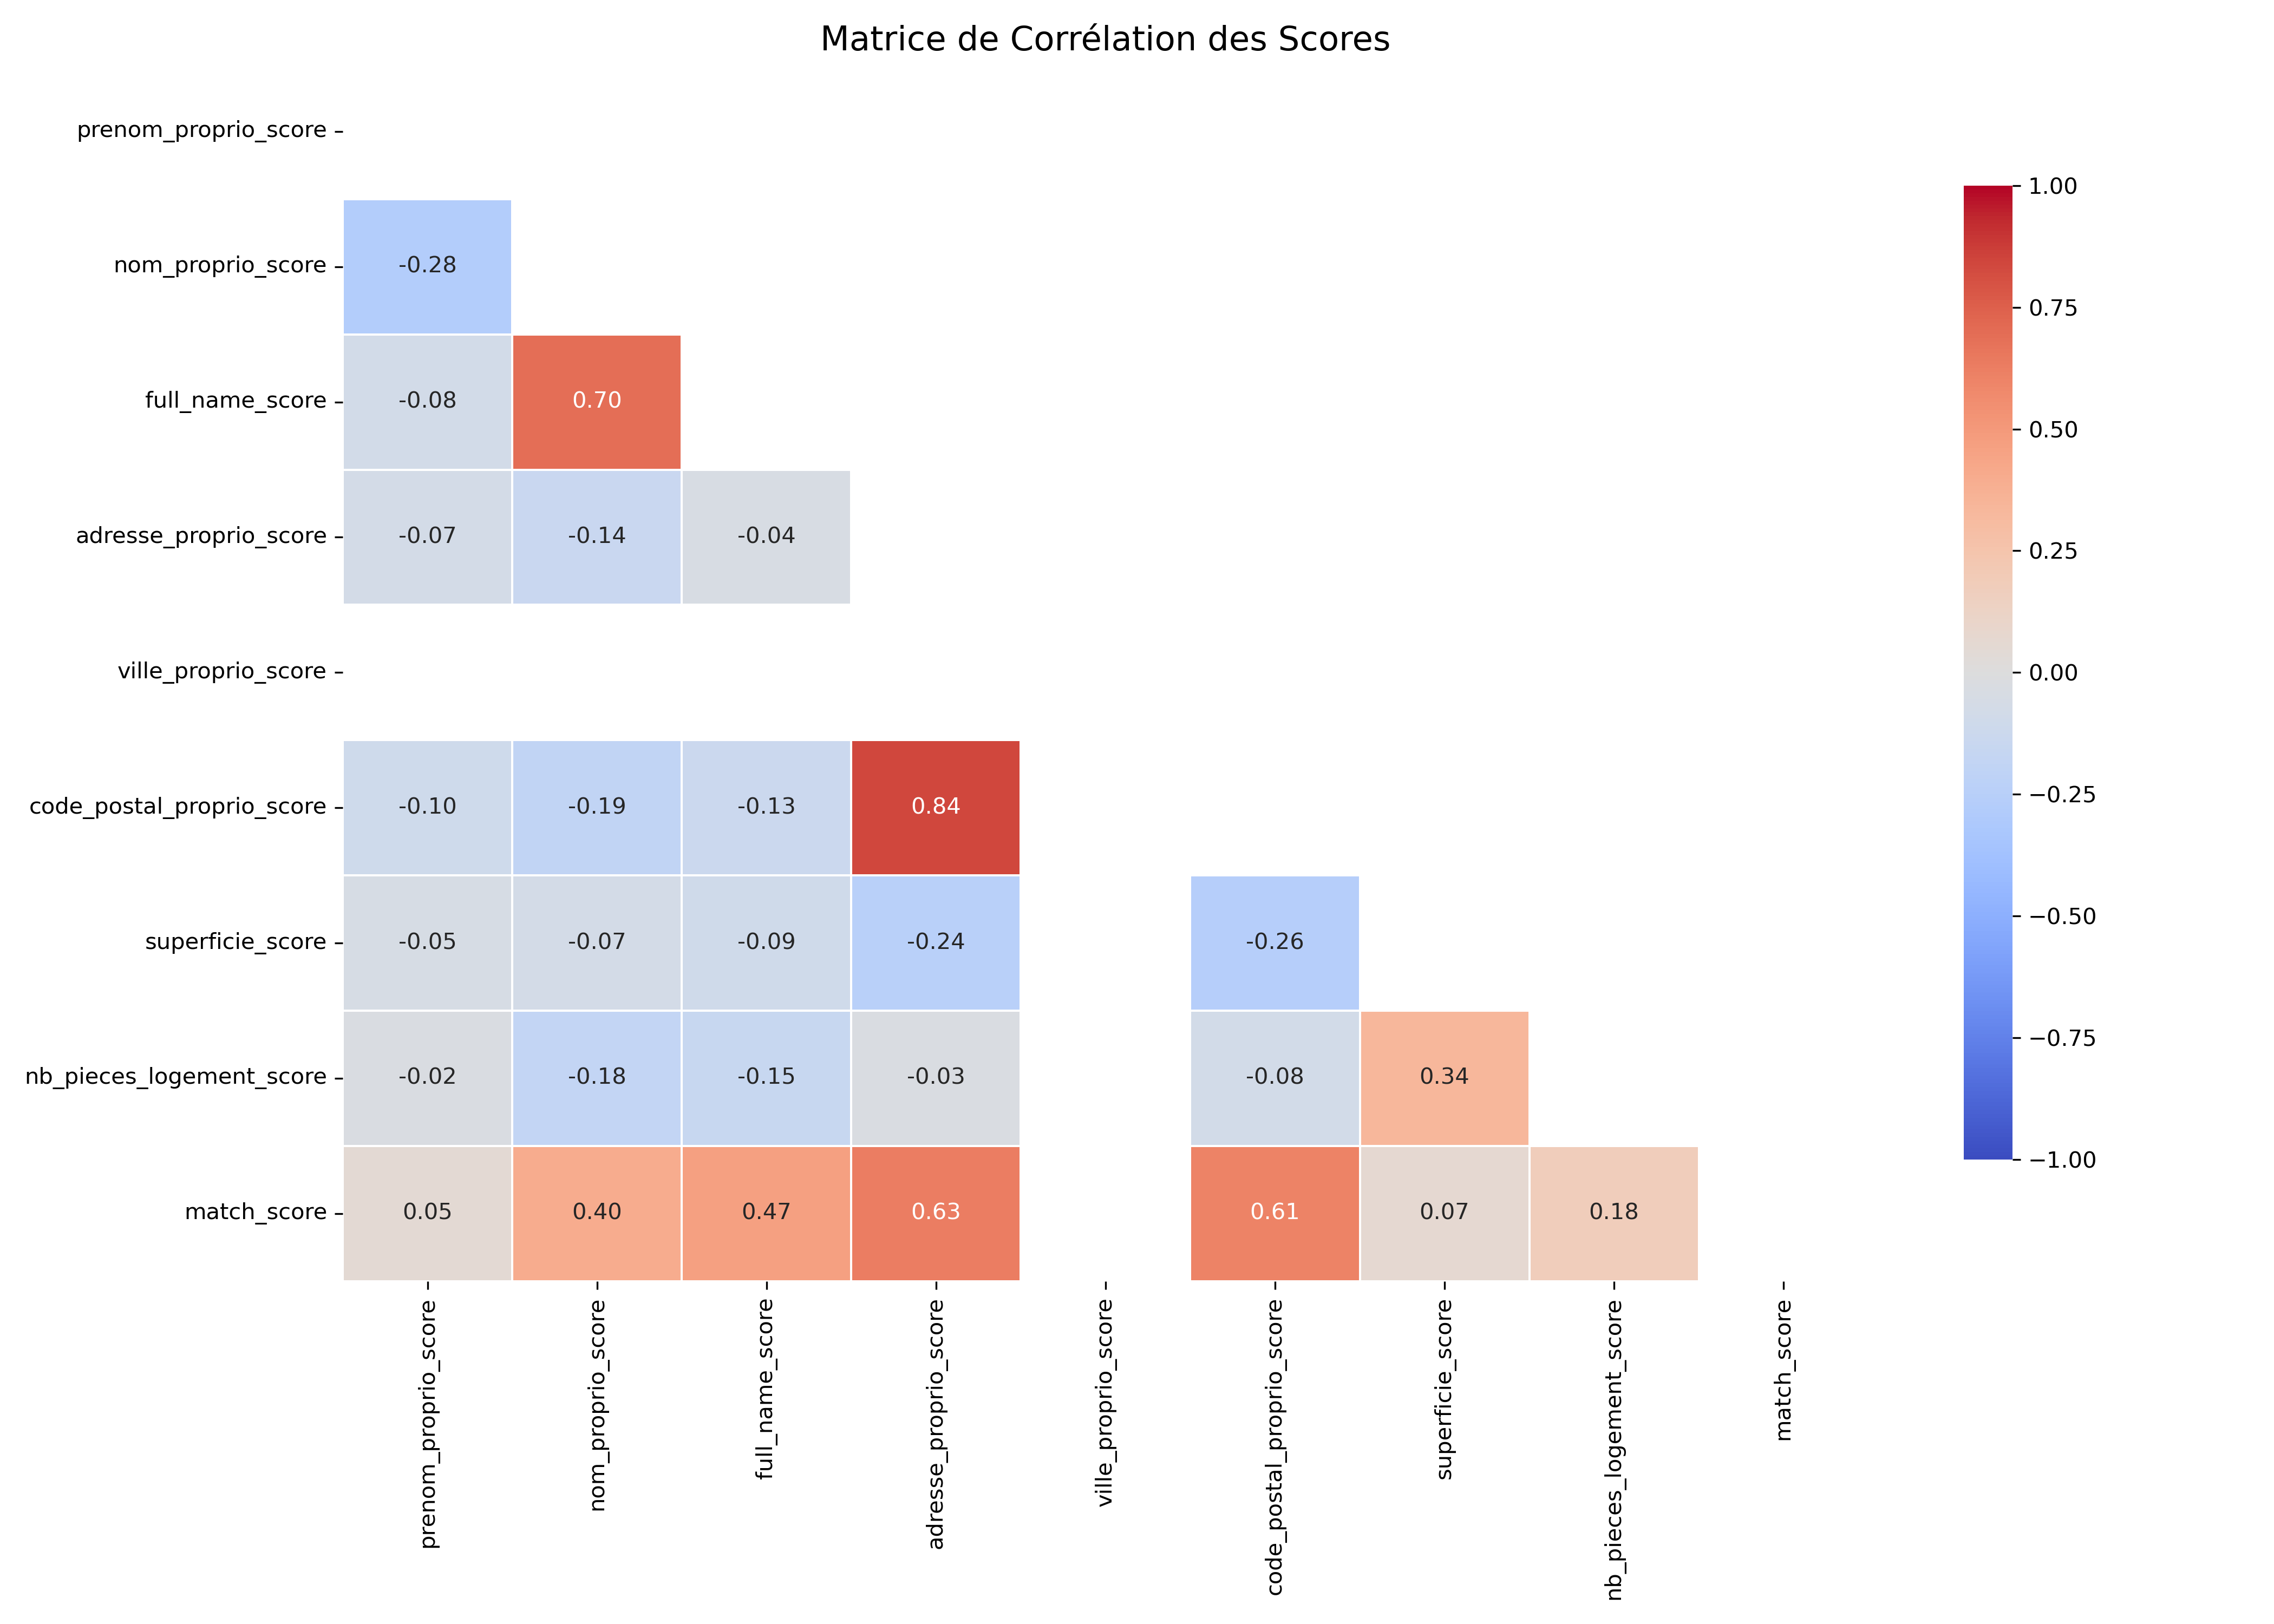 Matrice de Corrélation des Scores
prenom_proprio_score
nom_proprio_score -0.28
full_name_score -0.08 0.70
adresse_proprio_score -0.07 -0.14 -0.04
ville_proprio_score
code_postal_proprio_score -0.10 -0.19 -0.13 0.84
superficie_score -0.05 -0.07 -0.09 -0.24 -0.26
nb_pieces_logement_score -0.02 -0.18 -0.15 -0.03 -0.08 0.34
match_score 0.05 0.40 0.47 0.63 0.61 0.07 0.18
prenom_proprio_score
nom_proprio_score
full_name_score
adresse_proprio_score
ville_proprio_score
code_postal_proprio_score
superficie_score
nb_pieces_logement_score
match_score
1.00
0.75
0.50
0.25
0.00
−0.25
−0.50
−0.75
−1.00